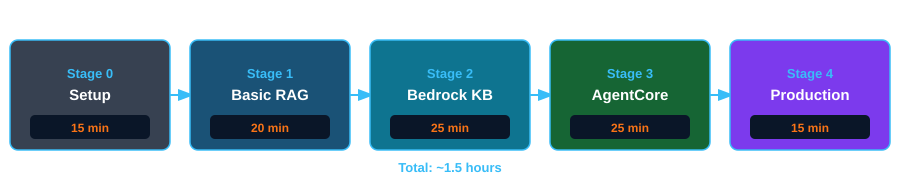 Stage 0
Setup
15 min
Stage 1
Basic RAG
20 min
Stage 2
Bedrock KB
25 min
Stage 3
AgentCore
25 min
Stage 4
Production
15 min
Total: ~1.5 hours